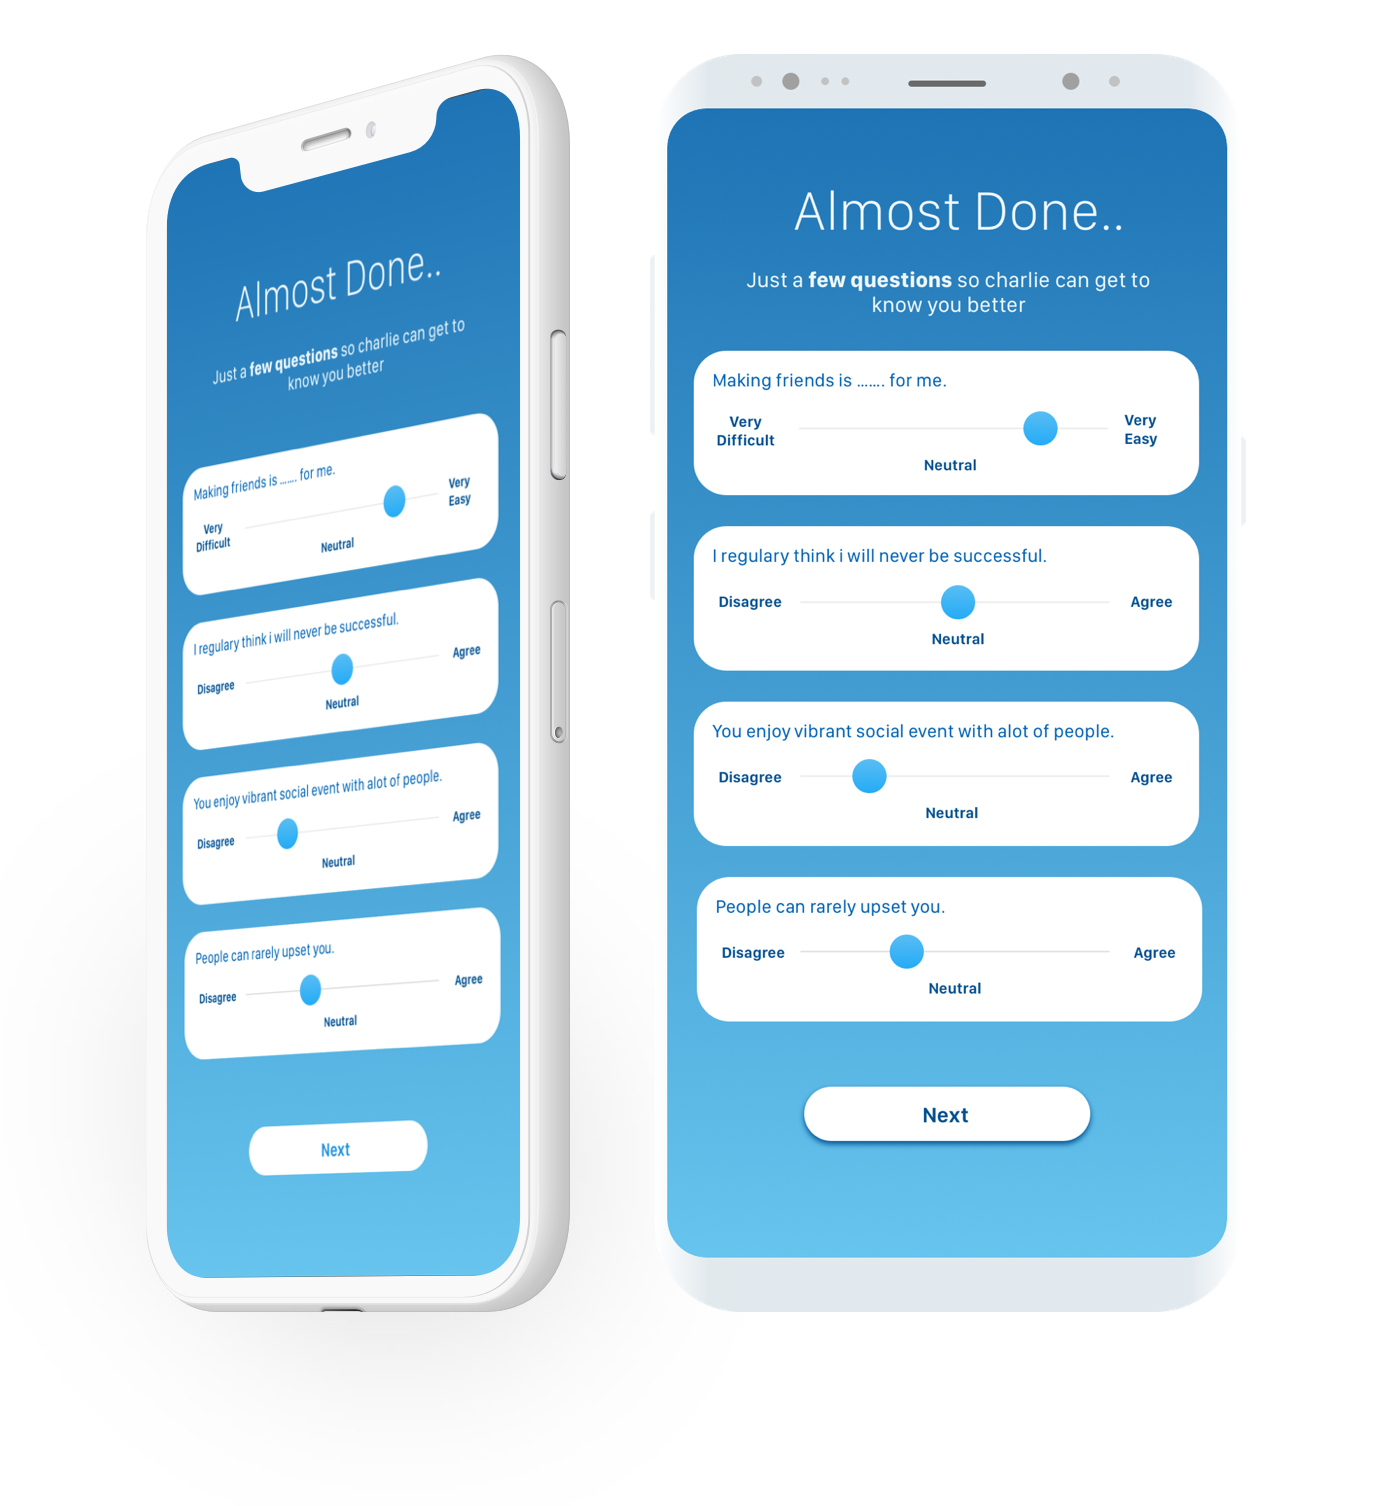 Almost Done..
Just a few questions so charlie can get to
know you better
Making friends is ....... for me.
Very
Difficult
Very
Easy
Neutral
I regulary think i will never be successful.
Disagree
Agree
Neutral
You enjoy vibrant social event with alot of people.
Disagree
Agree
Neutral
People can rarely upset you.
Disagree
Agree
Neutral
Next
Almost Done..
Just a few questions so charlie can get to
know you better
Making friends is ....... for me.
Very
Difficult
Very
Easy
Neutral
I regulary think i will never be successful.
Disagree
Agree
Neutral
You enjoy vibrant social event with alot of people.
Disagree
Agree
Neutral
People can rarely upset you.
Disagree
Agree
Neutral
Next